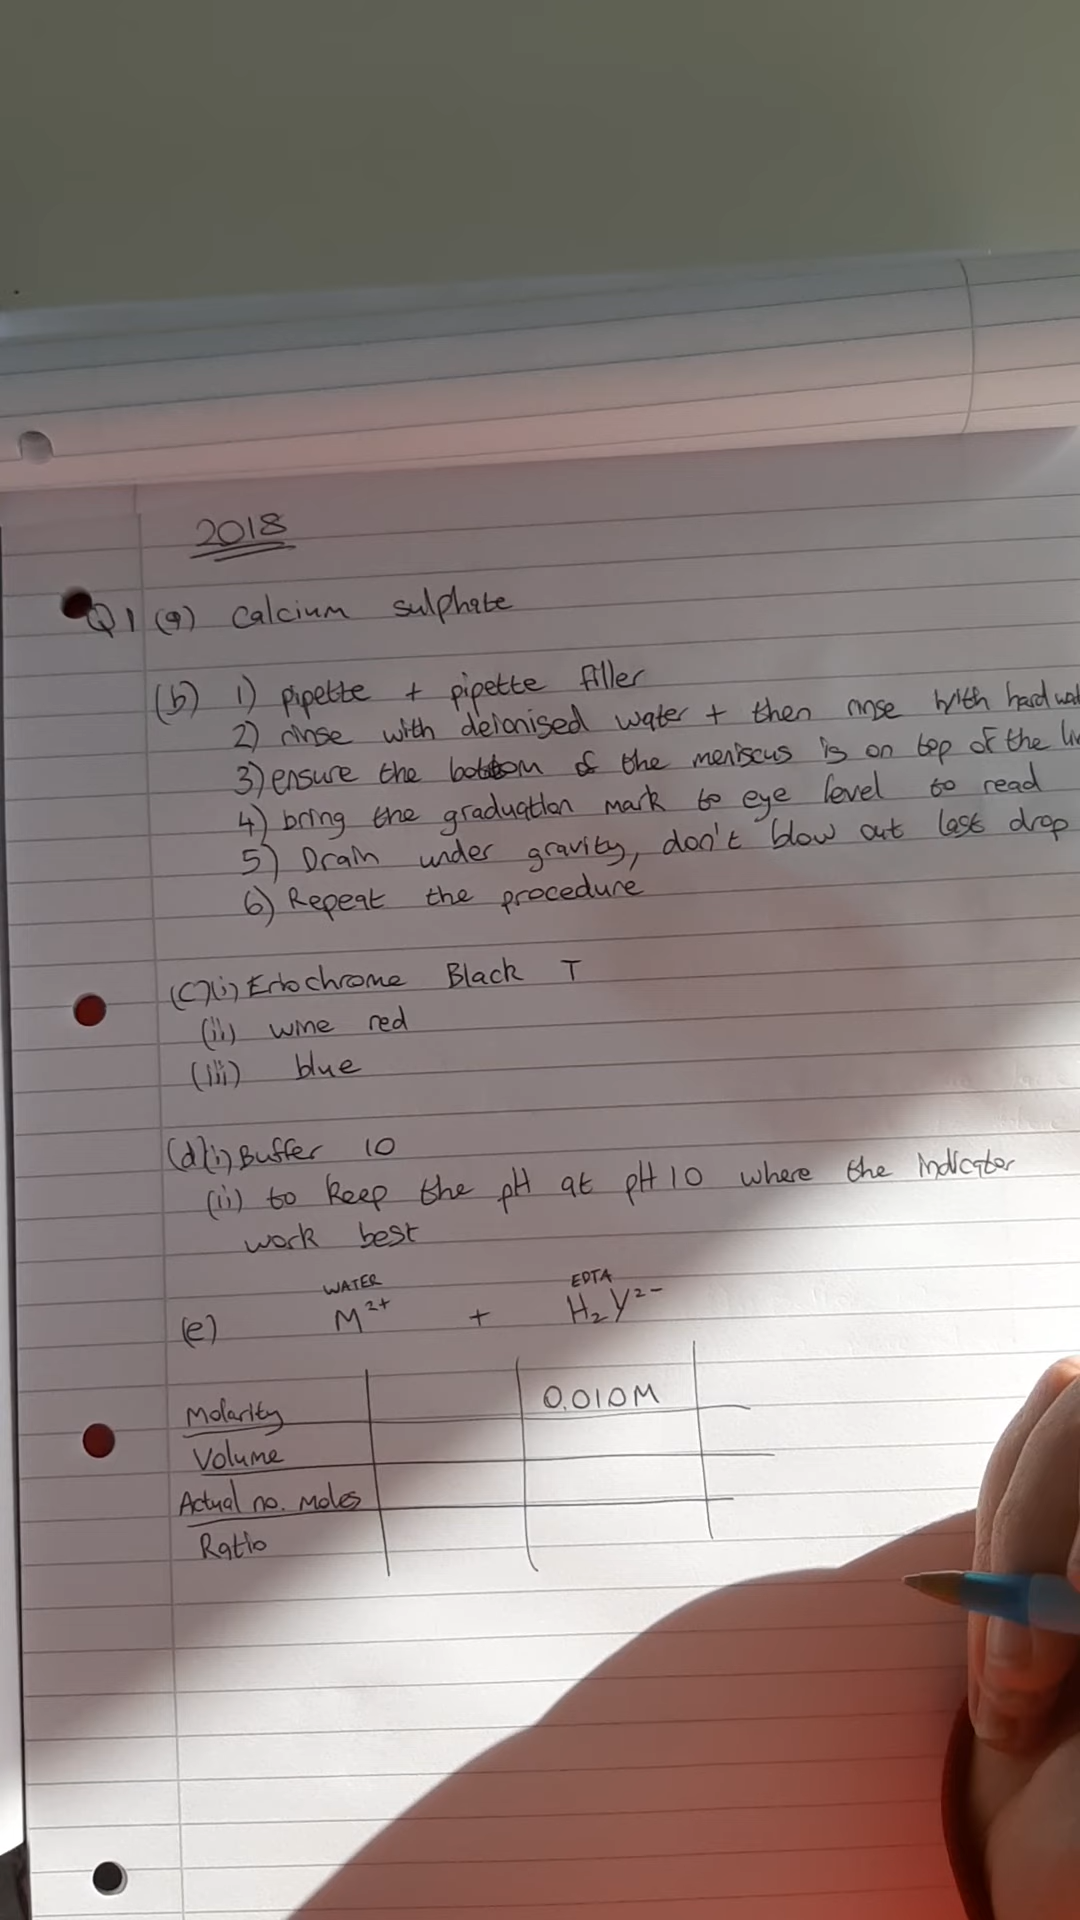 2018
Q1 (a) Calcium sulphate
(b) 1) pipette + pipette filler
2) rinse with deionised water + then rinse with hard
3) ensure the bottom of the meniscus is on top of the
4) bring the graduation mark to eye level to read
5) Drain under gravity, don't blow out last drop
6) Repeat the procedure
(c)(i) Eriochrome Black T
(ii) wine red
(iii) blue
(d)(i) Buffer 10
(ii) to keep the pH at pH 10 where the indicator
work best
WATER EDTA
(e) M²⁺ + H₂Y²⁻
Molarity 0.010M
Volume
Actual no. moles
Ratio